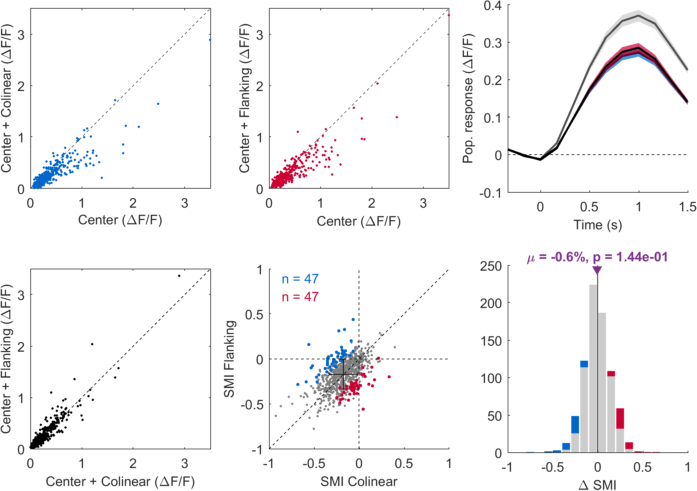 Center + Colinear (ΔF/F)
3
2
1
0
0 1 2 3
Center (ΔF/F)
Center + Flanking (ΔF/F)
3
2
1
0
0 1 2 3
Center (ΔF/F)
Pop. response (ΔF/F)
0.4
0.3
0.2
0.1
0
-0.1
0 0.5 1.0 1.5
Time (s)
Center + Flanking (ΔF/F)
3
2
1
0
0 1 2 3
Center + Colinear (ΔF/F)
SMI Flanking
1
0.5
0
-0.5
-1
n = 47
n = 47
-1 -0.5 0 0.5 1
SMI Colinear
μ = -0.6%, p = 1.44e-01
250
200
150
100
50
0
-1 -0.5 0 0.5 1
Δ SMI